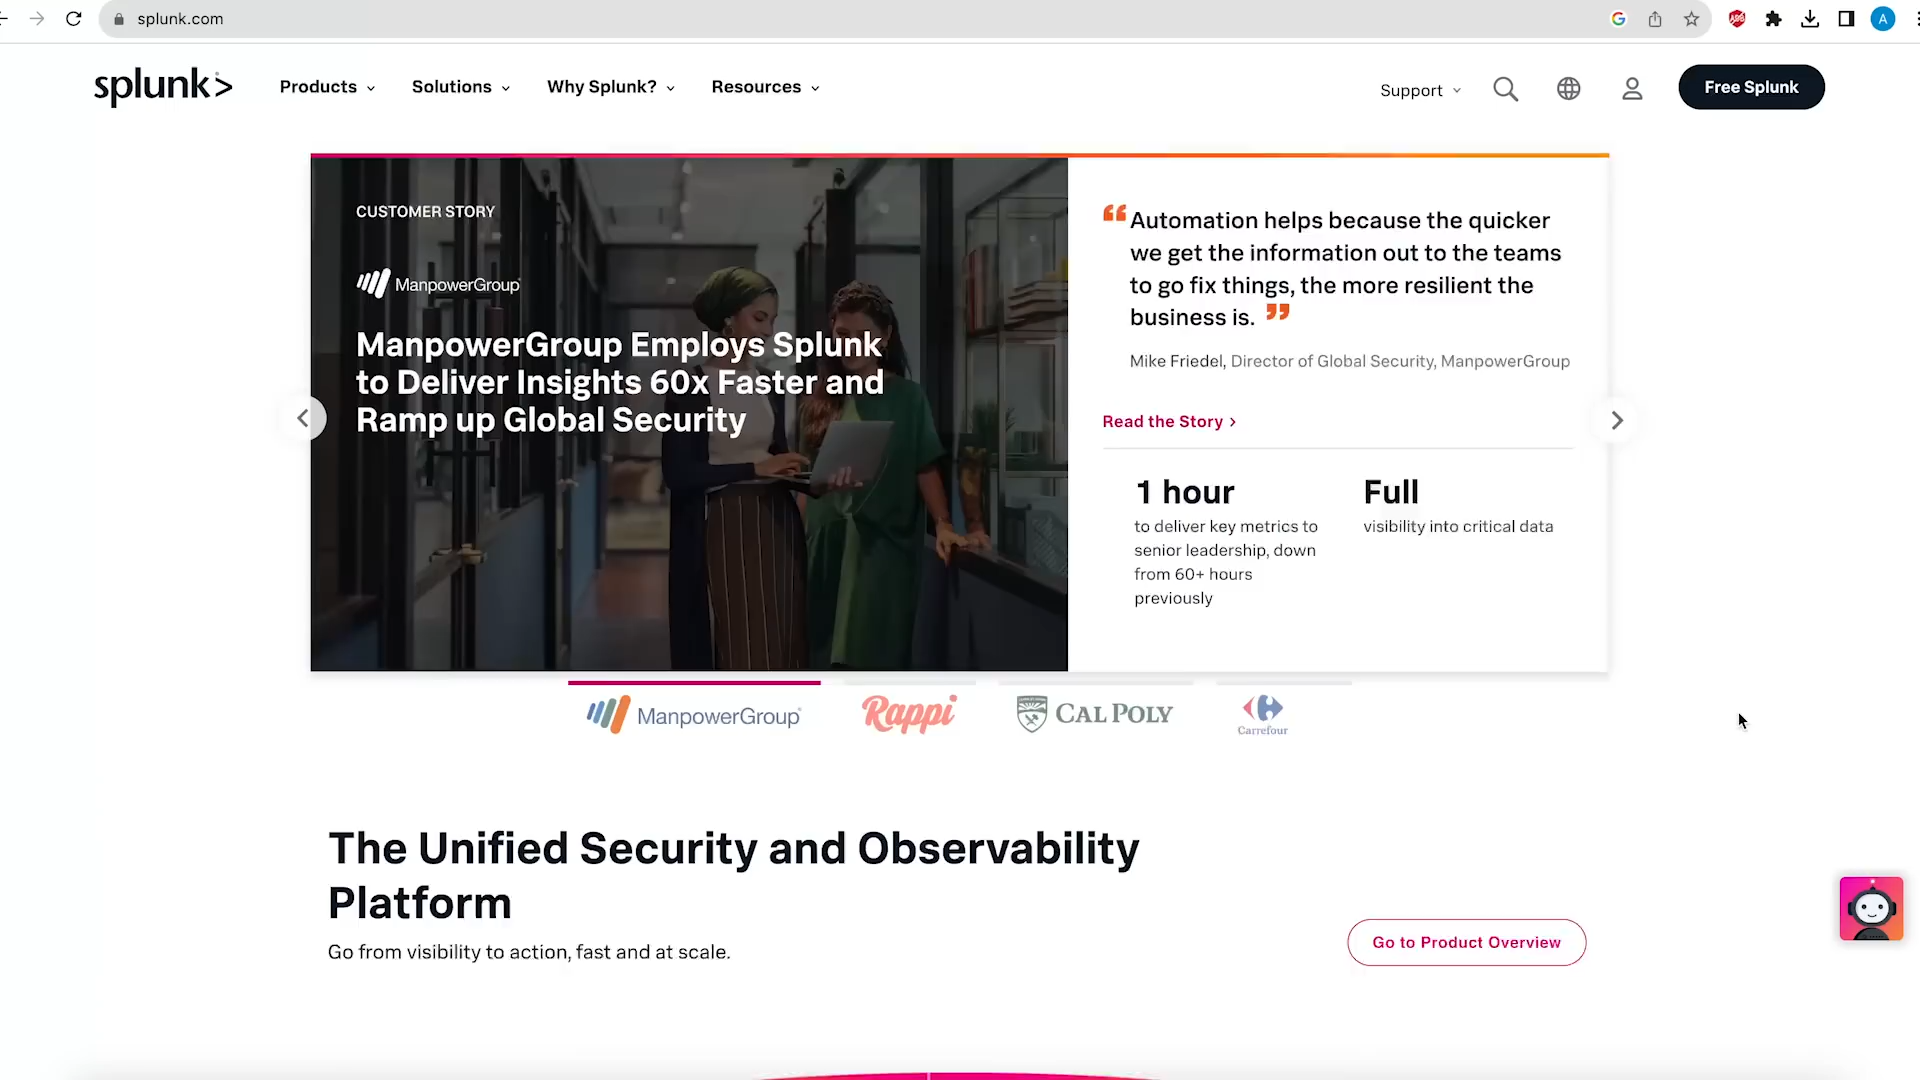 splunk.com
A
splunk>
Products
Solutions
Why Splunk?
Resources
Support
Free Splunk
CUSTOMER STORY
ManpowerGroup
ManpowerGroup Employs Splunk
to Deliver Insights 60x Faster and
Ramp up Global Security
“Automation helps because the quicker
we get the information out to the teams
to go fix things, the more resilient the
business is. ”
Mike Friedel, Director of Global Security, ManpowerGroup
Read the Story >
1 hour
to deliver key metrics to
senior leadership, down
from 60+ hours
previously
Full
visibility into critical data
ManpowerGroup
Rappi
CAL POLY
Carrefour
The Unified Security and Observability
Platform
Go from visibility to action, fast and at scale.
Go to Product Overview